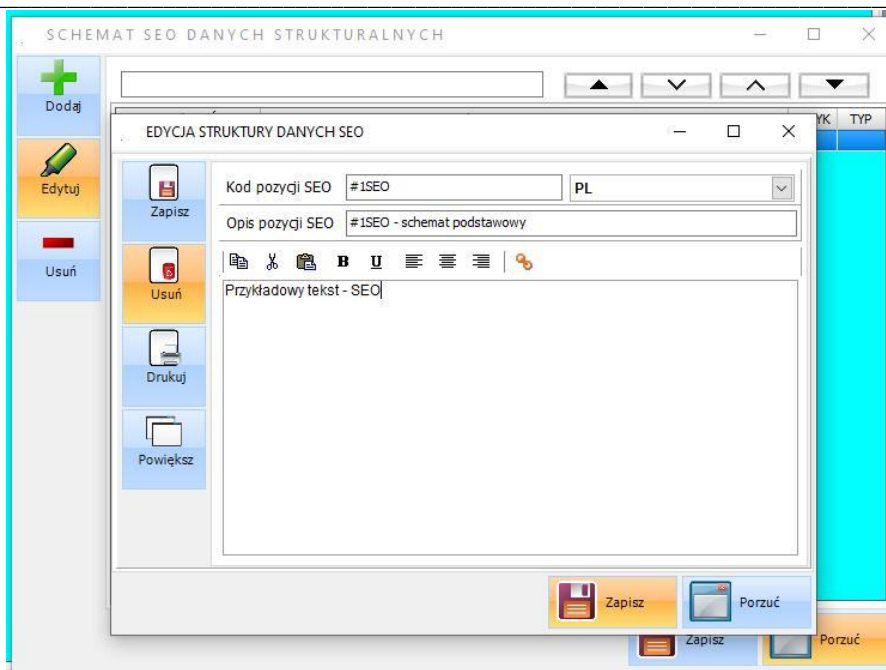 SCHEMAT SEO DANYCH STRUKTURALNYCH
Dodaj
Edytuj
Usuń
YK TYP
EDYCJA STRUKTURY DANYCH SEO
Zapisz
Usuń
Drukuj
Powiększ
Kod pozycji SEO #1SEO PL
Opis pozycji SEO #1SEO - schemat podstawowy
B U
Przykładowy tekst - SEO
Zapisz Porzuć
Zapisz Porzuć